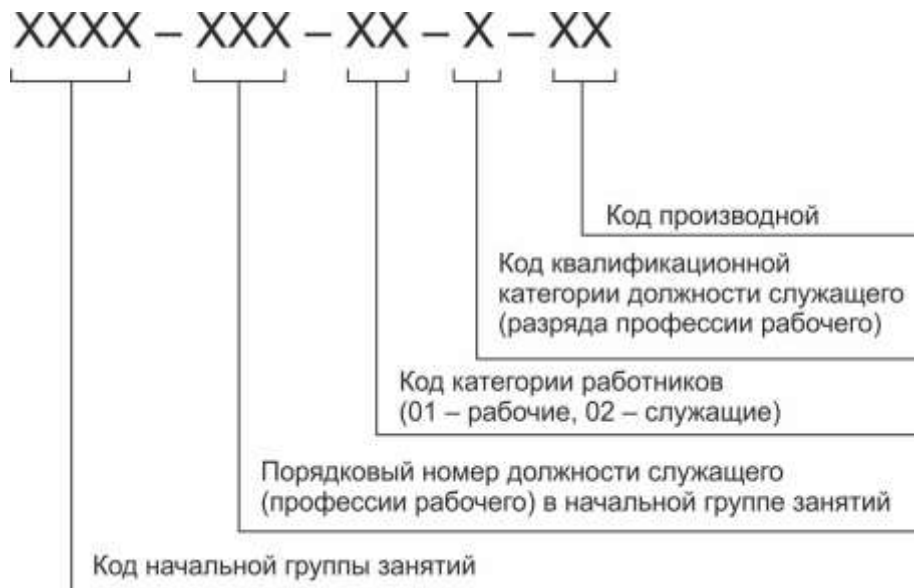 XXXX – XXX – XX – X – XX
Код производной
Код квалификационной
категории должности служащего
(разряда профессии рабочего)
Код категории работников
(01 – рабочие, 02 – служащие)
Порядковый номер должности служащего
(профессии рабочего) в начальной группе занятий
Код начальной группы занятий